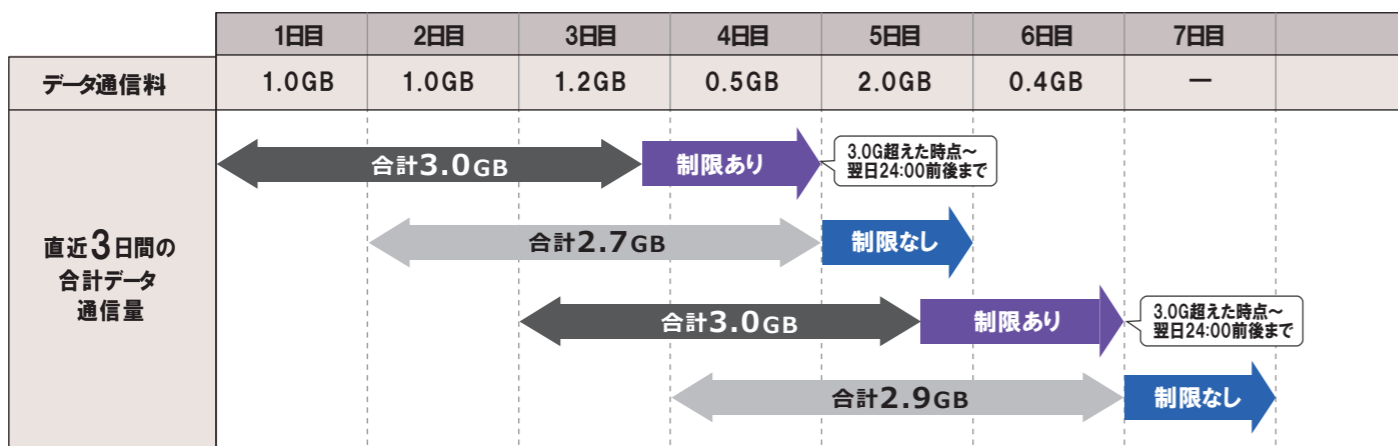 1日目 2日目 3日目 4日目 5日目 6日目 7日目
データ通信料 1.0GB 1.0GB 1.2GB 0.5GB 2.0GB 0.4GB ー
直近3日間の
合計データ
通信量
合計3.0GB 制限あり
3.0G超えた時点〜
翌日24:00前後まで
合計2.7GB 制限なし
合計3.0GB 制限あり
3.0G超えた時点〜
翌日24:00前後まで
合計2.9GB 制限なし